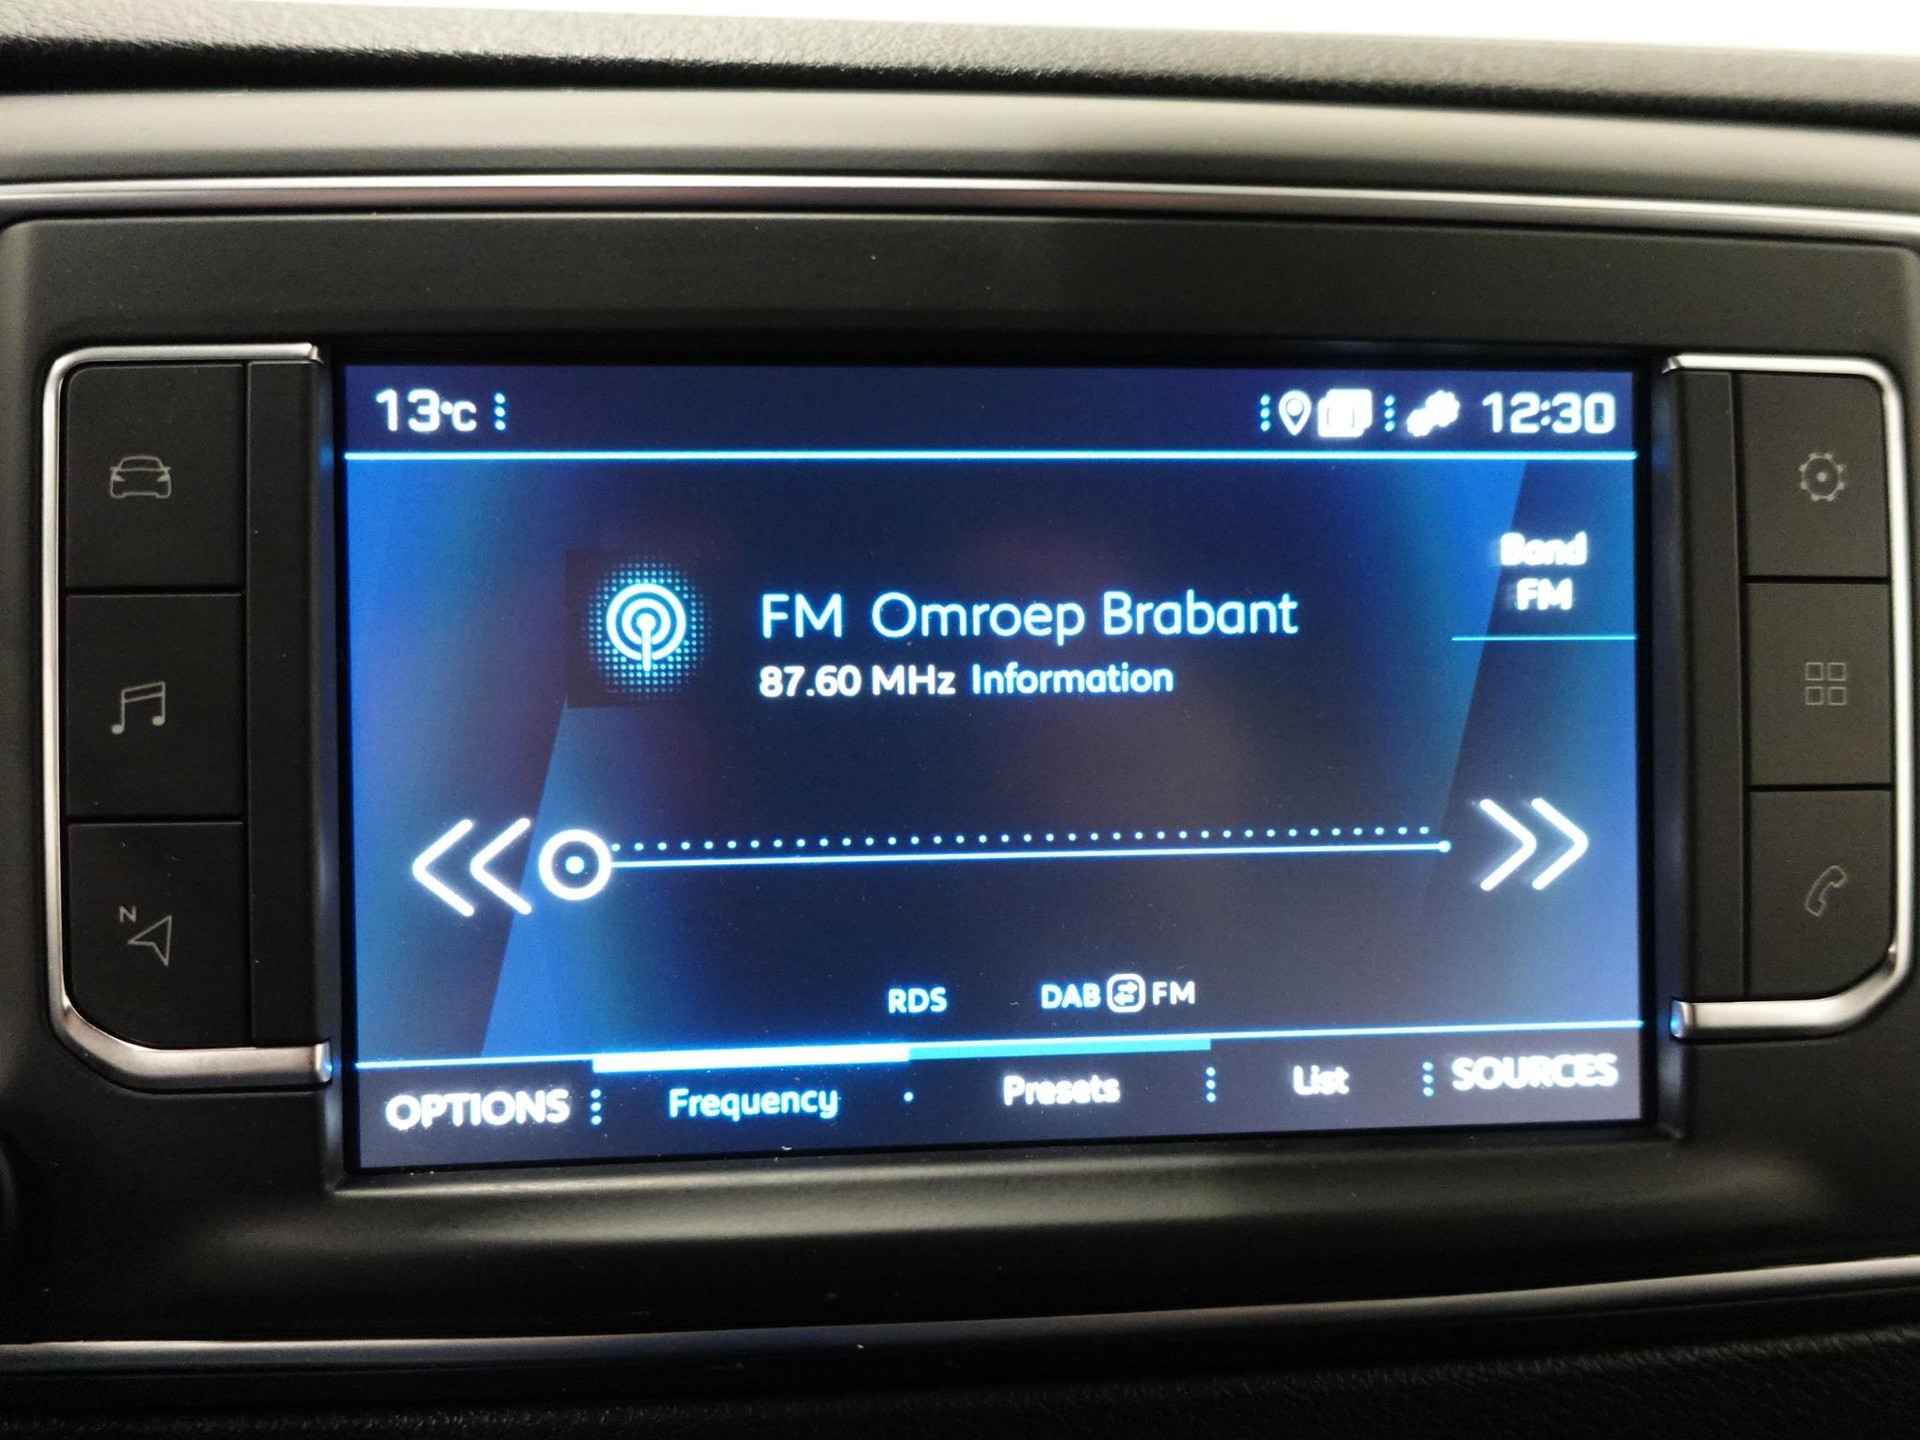 13°C
12:30
Band
FM
FM Omroep Brabant
87.60 MHz Information
N
RDS DAB FM
OPTIONS Frequency Presets List SOURCES